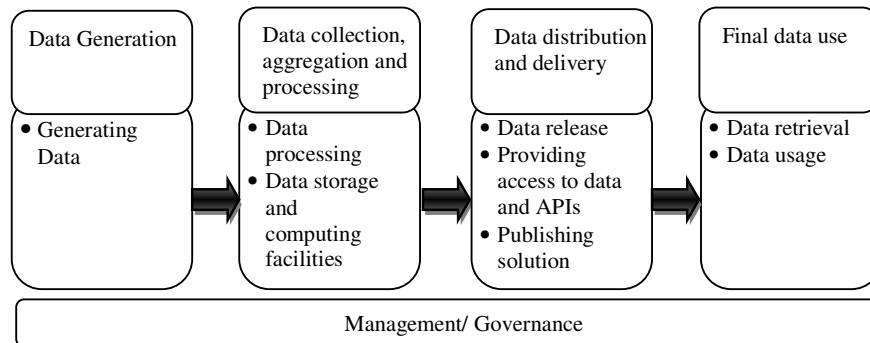 Data Generation
• Generating
Data
Data collection,
aggregation and
processing
• Data
processing
• Data storage
and
computing
facilities
Data distribution
and delivery
• Data release
• Providing
access to data
and APIs
• Publishing
solution
Final data use
• Data retrieval
• Data usage
Management/ Governance